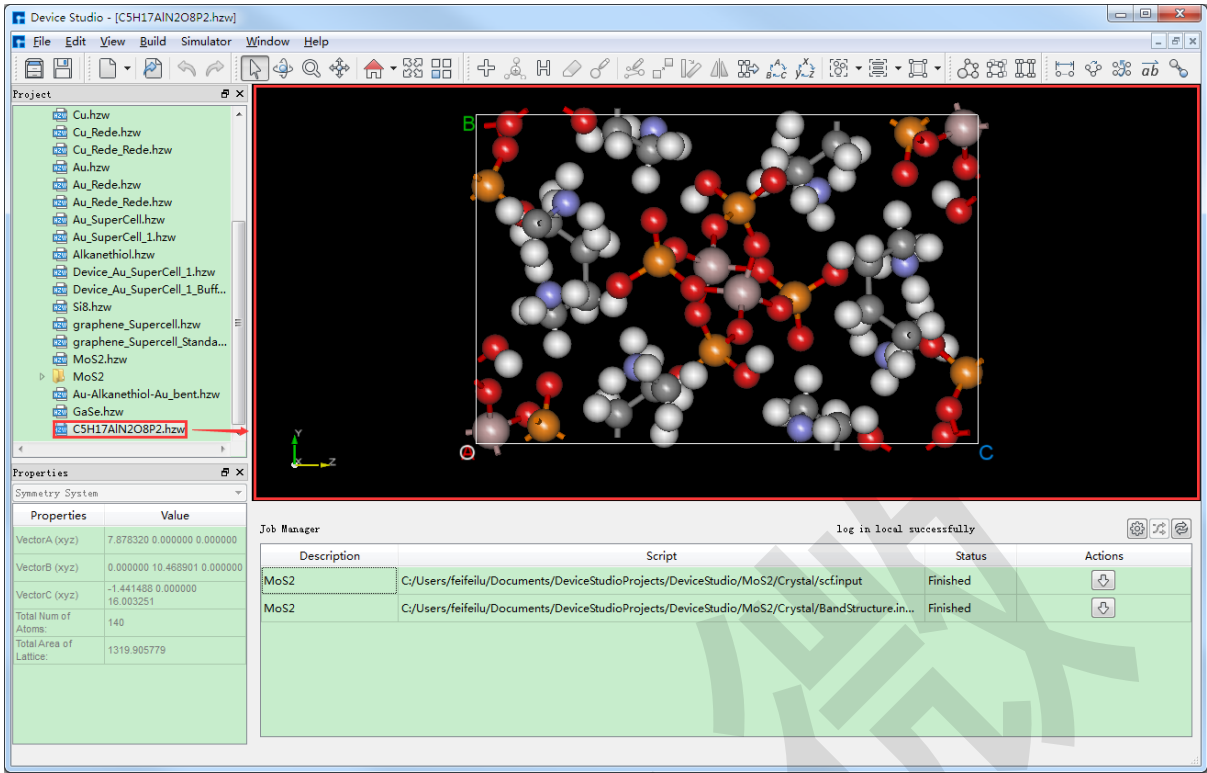 Device Studio - [C5H17AlN2O8P2.hzw]
File Edit View Build Simulator Window Help
Project
Cu.hzw
Cu_Rede.hzw
Cu_Rede_Rede.hzw
Au.hzw
Au_Rede.hzw
Au_Rede_Rede.hzw
Au_SuperCell.hzw
Au_SuperCell_1.hzw
Alkanethiol.hzw
Device_Au_SuperCell_1.hzw
Device_Au_SuperCell_1_Buff...
Si8.hzw
graphene_Supercell.hzw
graphene_Supercell_Standa...
MoS2.hzw
MoS2
Au-Alkanethiol-Au_bent.hzw
GaSe.hzw
C5H17AlN2O8P2.hzw
B
O
C
Y
X
Z
Properties
Symmetry System
Properties Value
VectorA (xyz) 7.878320 0.000000 0.000000
VectorB (xyz) 0.000000 10.468901 0.000000
VectorC (xyz) -1.441488 0.000000
16.003251
Total Num of
Atoms: 140
Total Area of
Lattice: 1319.905779
Job Manager log in local successfully
Description Script Status Actions
MoS2 C:/Users/feifeilu/Documents/DeviceStudioProjects/DeviceStudio/MoS2/Crystal/scf.input Finished
MoS2 C:/Users/feifeilu/Documents/DeviceStudioProjects/DeviceStudio/MoS2/Crystal/BandStructure.in... Finished